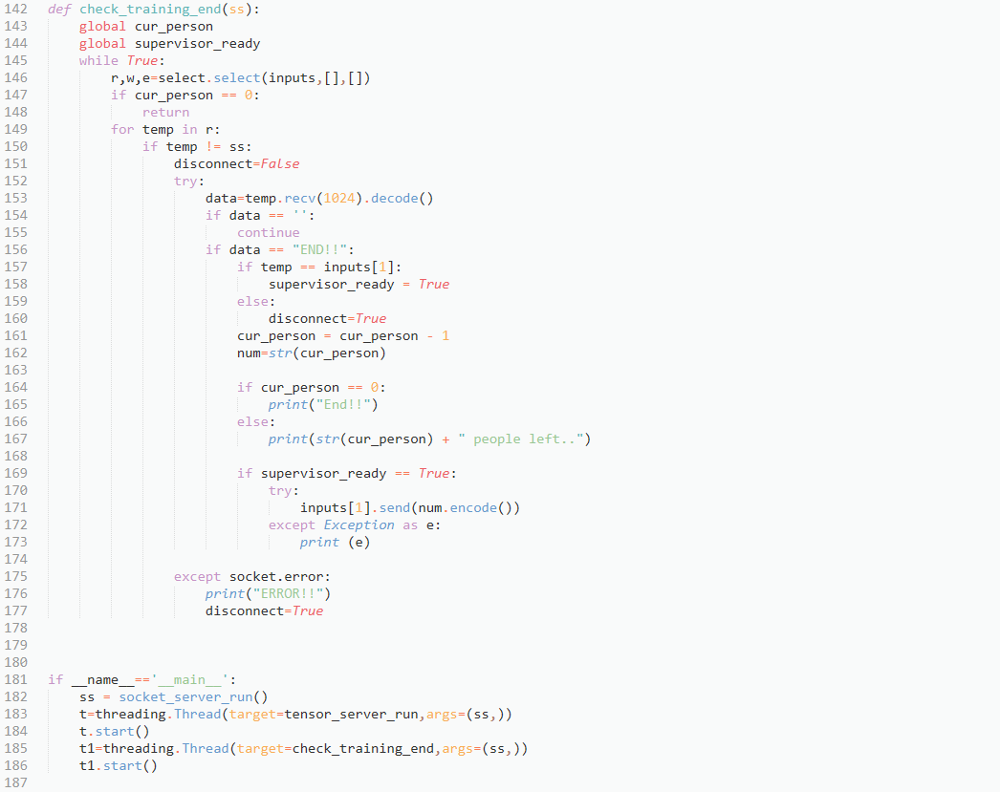 142 def check_training_end(ss):
143     global cur_person
144     global supervisor_ready
145     while True:
146         r,w,e=select.select(inputs,[],[])
147         if cur_person == 0:
148             return
149         for temp in r:
150             if temp != ss:
151                 disconnect=False
152                 try:
153                     data=temp.recv(1024).decode()
154                     if data == '':
155                         continue
156                     if data == "END!!":
157                         if temp == inputs[1]:
158                             supervisor_ready = True
159                         else:
160                             disconnect=True
161                         cur_person = cur_person - 1
162                         num=str(cur_person)
163
164                         if cur_person == 0:
165                             print("End!!")
166                         else:
167                             print(str(cur_person) + " people left..")
168
169                         if supervisor_ready == True:
170                             try:
171                                 inputs[1].send(num.encode())
172                             except Exception as e:
173                                 print (e)
174
175                 except socket.error:
176                     print("ERROR!!")
177                     disconnect=True
178
179
180
181 if __name__=='__main__':
182     ss = socket_server_run()
183     t=threading.Thread(target=tensor_server_run,args=(ss,))
184     t.start()
185     t1=threading.Thread(target=check_training_end,args=(ss,))
186     t1.start()
187